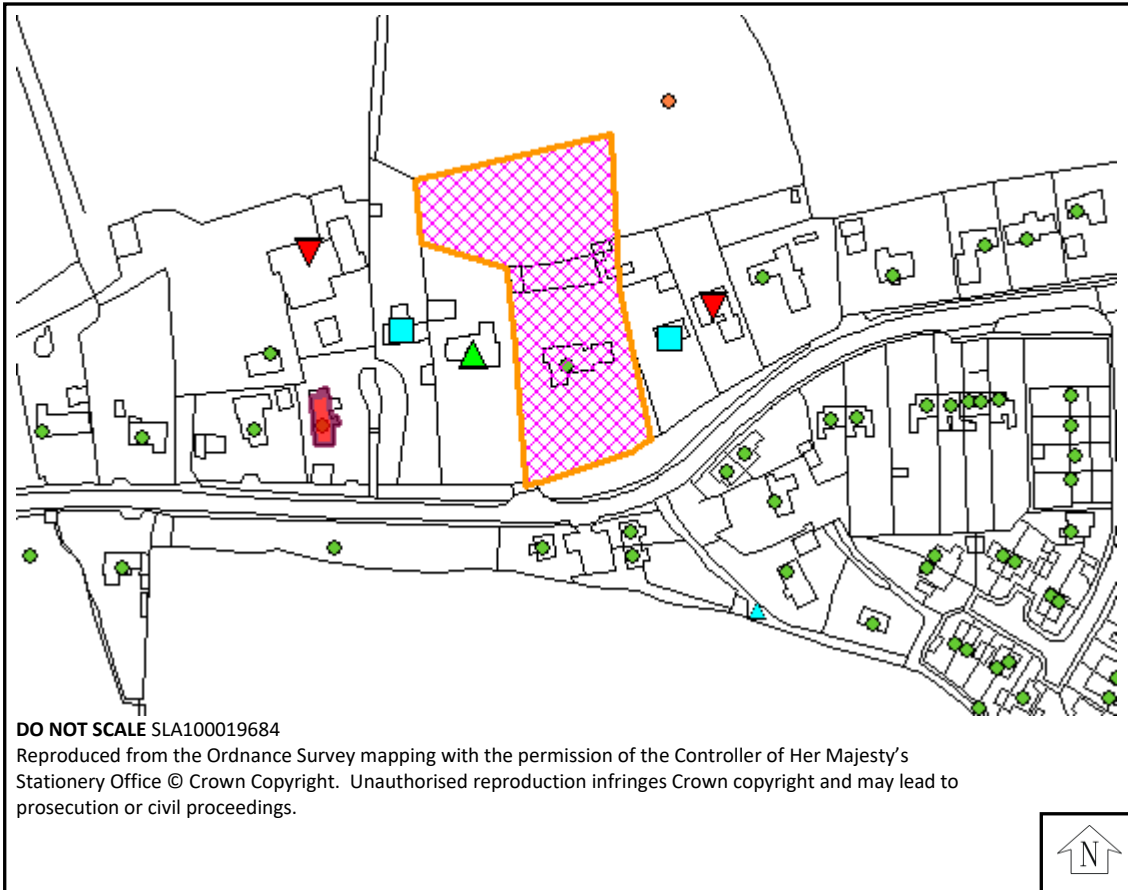 DO NOT SCALE SLA100019684
Reproduced from the Ordnance Survey mapping with the permission of the Controller of Her Majesty’s
Stationery Office © Crown Copyright. Unauthorised reproduction infringes Crown copyright and may lead to
prosecution or civil proceedings.
N